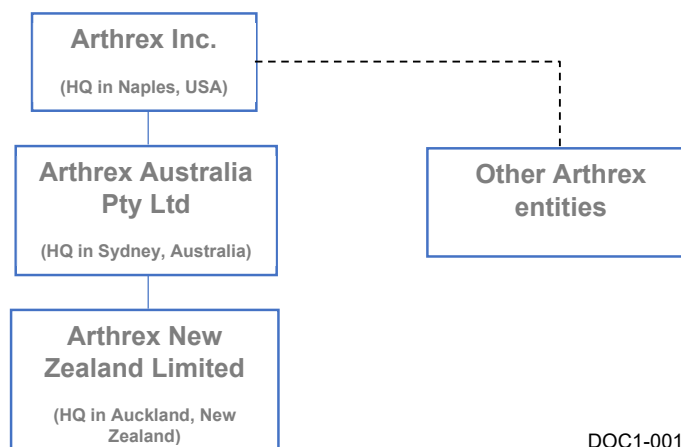 Arthrex Inc.
(HQ in Naples, USA)
Arthrex Australia
Pty Ltd
(HQ in Sydney, Australia)
Other Arthrex
entities
Arthrex New
Zealand Limited
(HQ in Auckland, New
Zealand)
DOC1-001